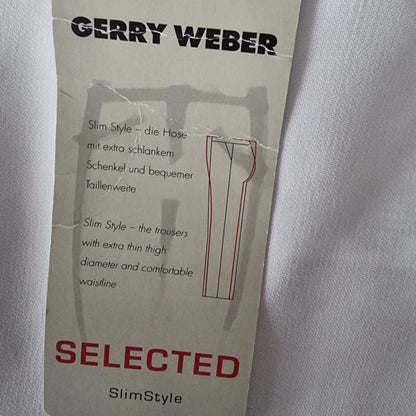 GERRY WEBER
Slim Style – die Hose
mit extra schlankem
Schenkel und bequemer
Taillenweite
Slim Style – the trousers
with extra thin thigh
diameter and comfortable
waistline
SELECTED
SlimStyle